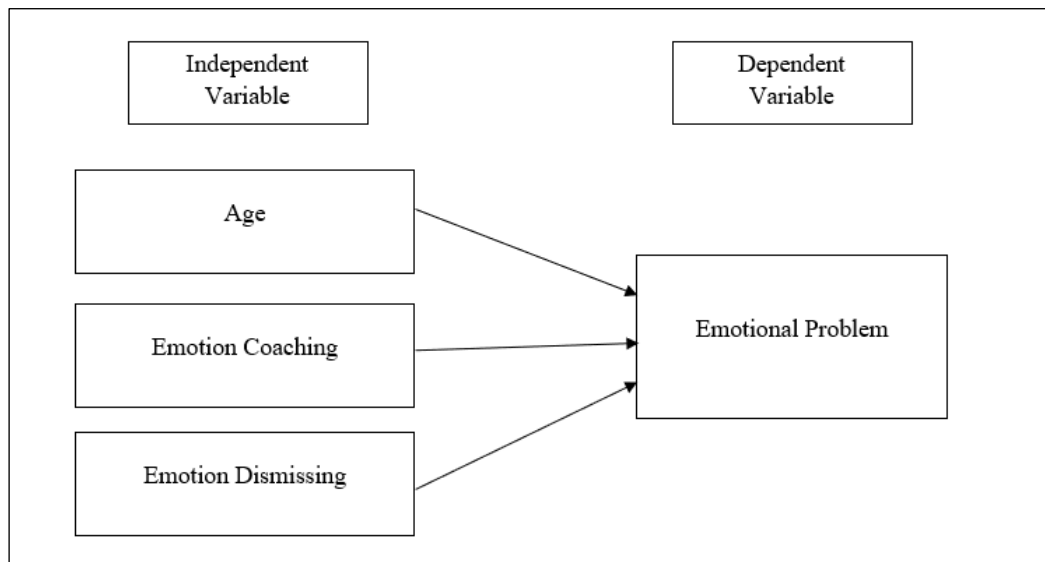 Independent
Variable
Dependent
Variable
Age
Emotion Coaching
Emotional Problem
Emotion Dismissing